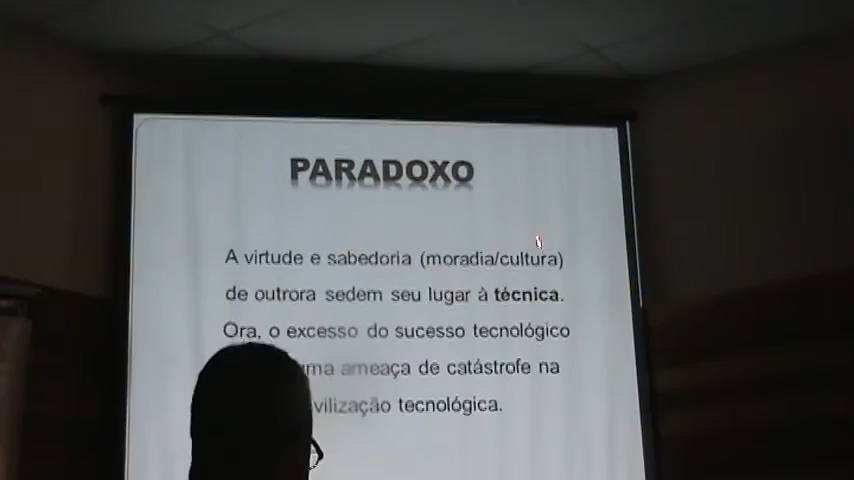 PARADOXO
A virtude e sabedoria (moradia/cultura)
de outrora sedem seu lugar à técnica.
Ora, o excesso do sucesso tecnológico
ameaça de catástrofe na
tecnológica.